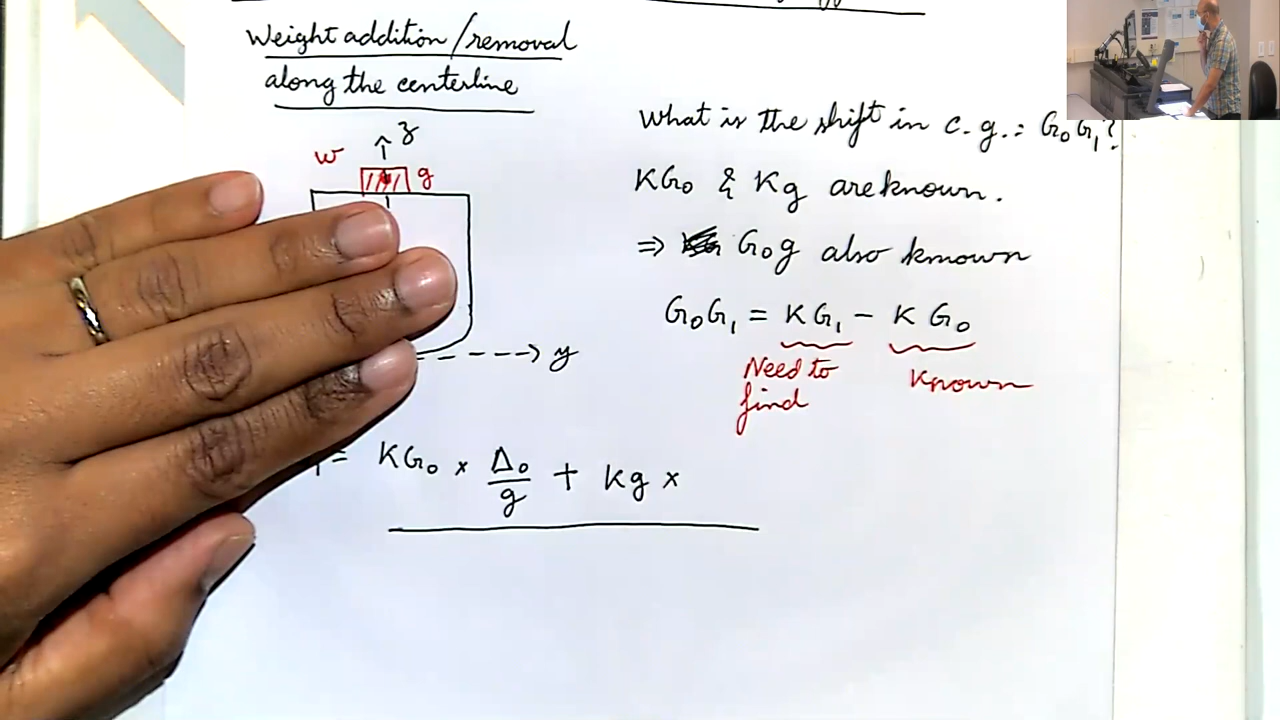 Weight addition/removal
along the centerline
z
w
g
y
What is the shift in c.g.: G₀G₁?
KG₀ & Kg are known.
⇒ G₀g also known
G₀G₁ = KG₁ - KG₀
Need to find
Known
₁ = KG₀ × Δ₀/g + Kg ×